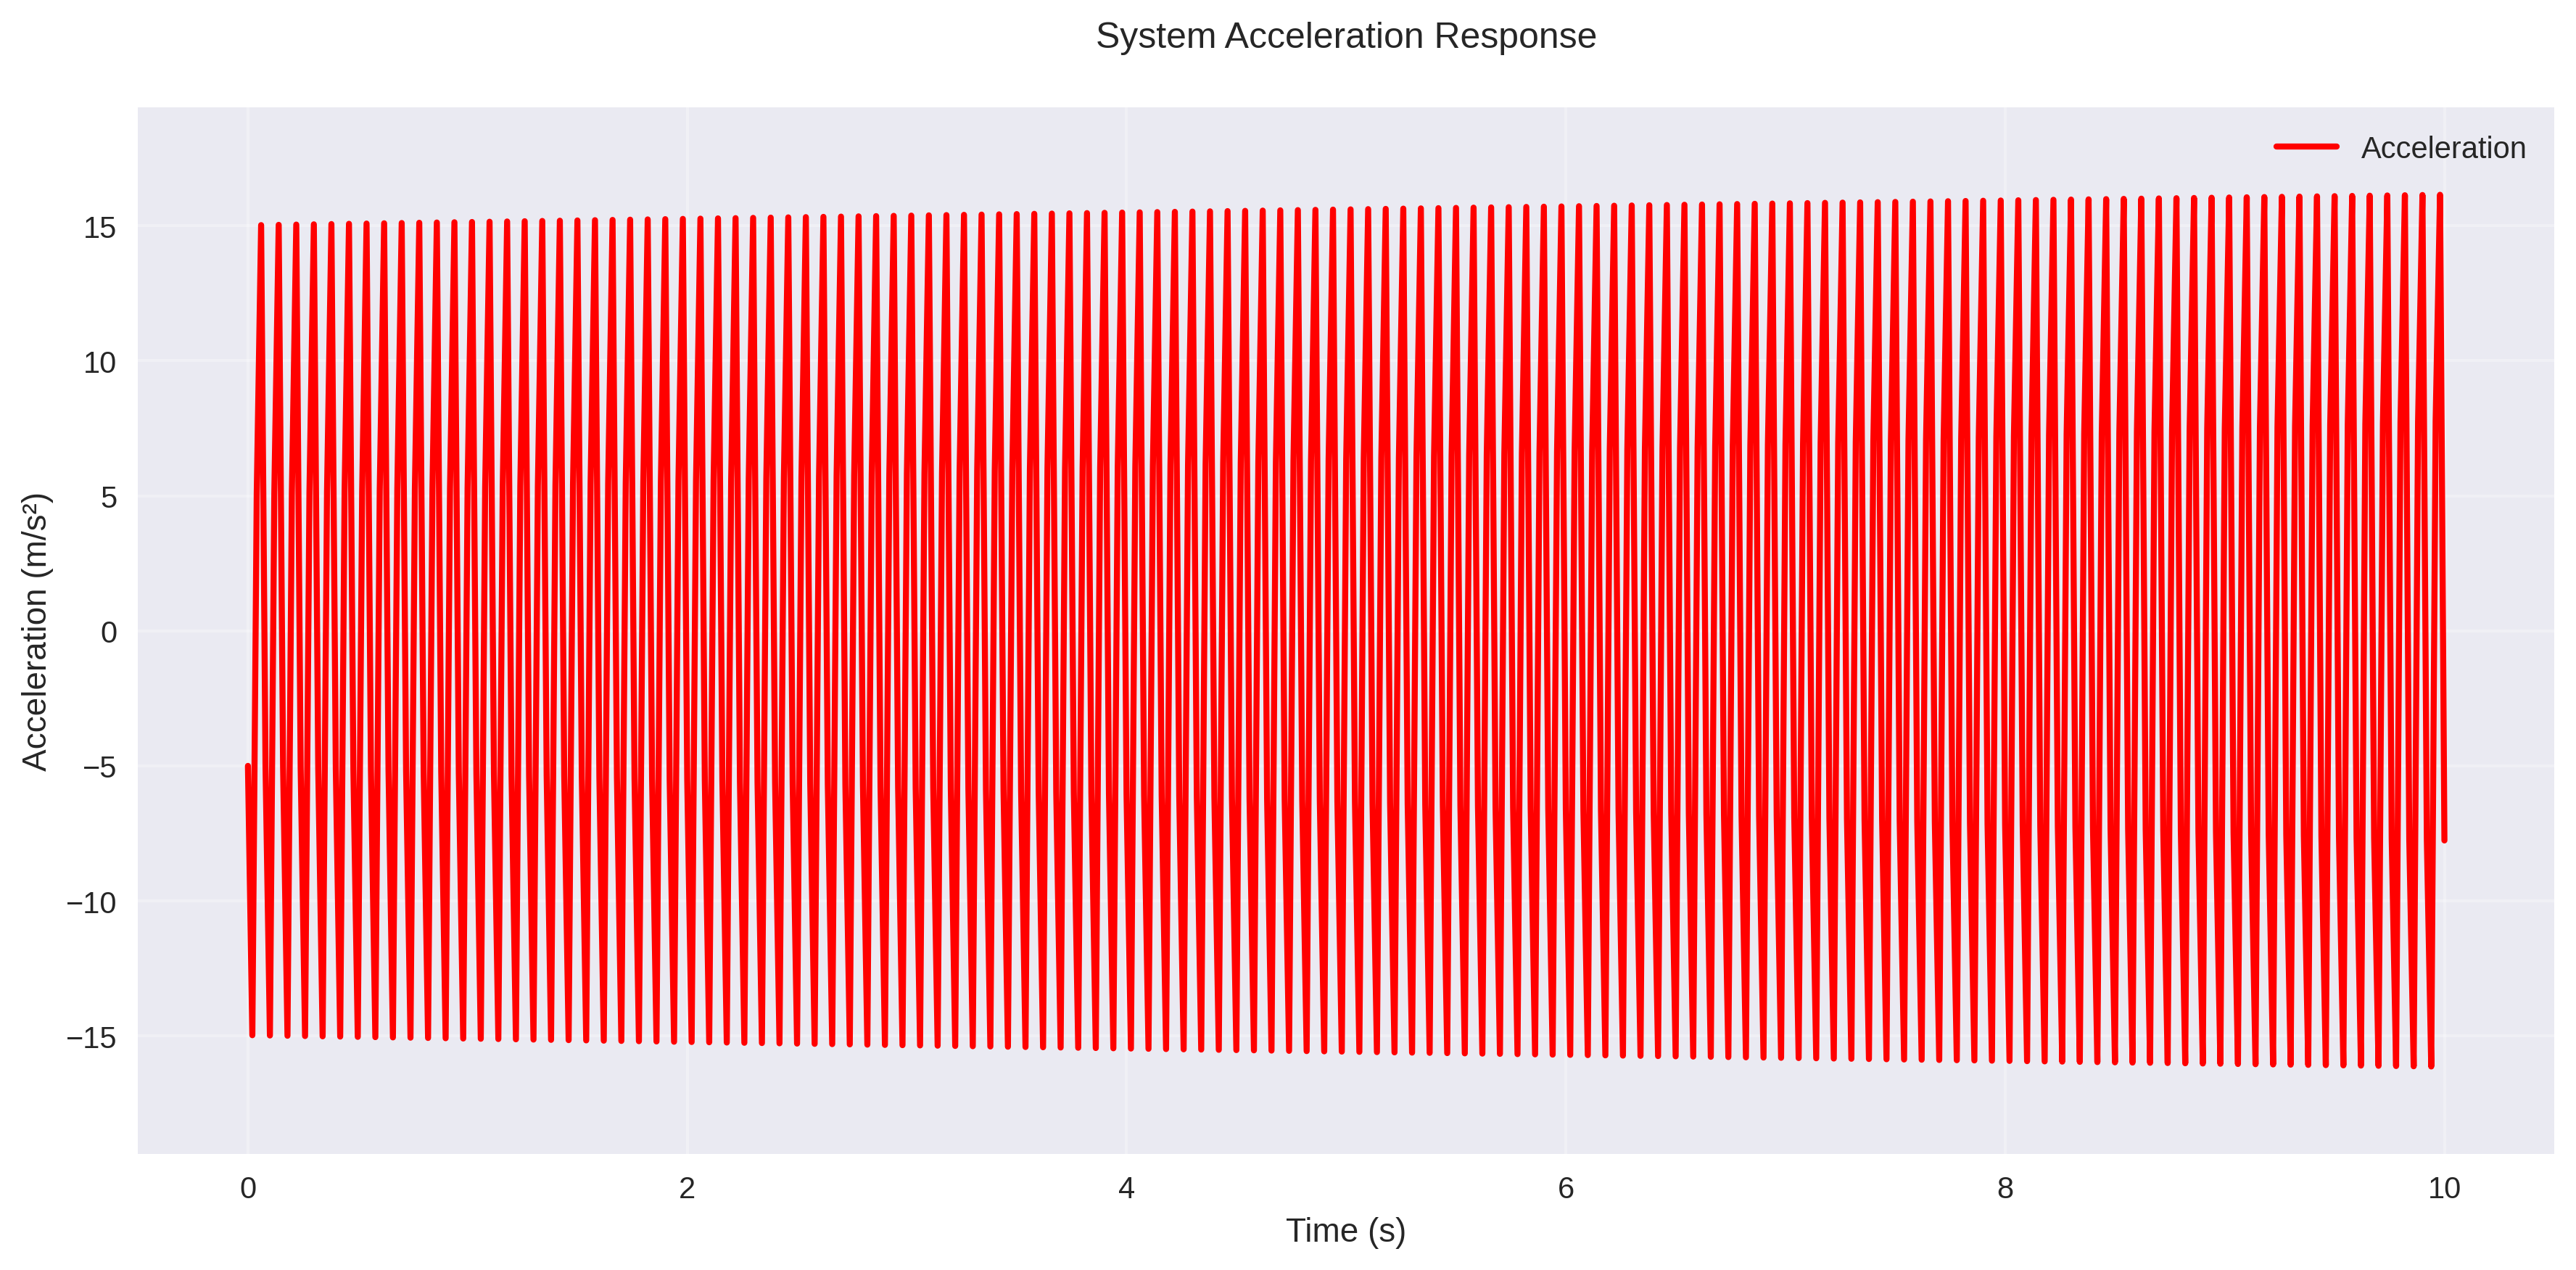 System Acceleration Response
Acceleration
Acceleration (m/s²)
15
10
5
0
−5
−10
−15
0 2 4 6 8 10
Time (s)